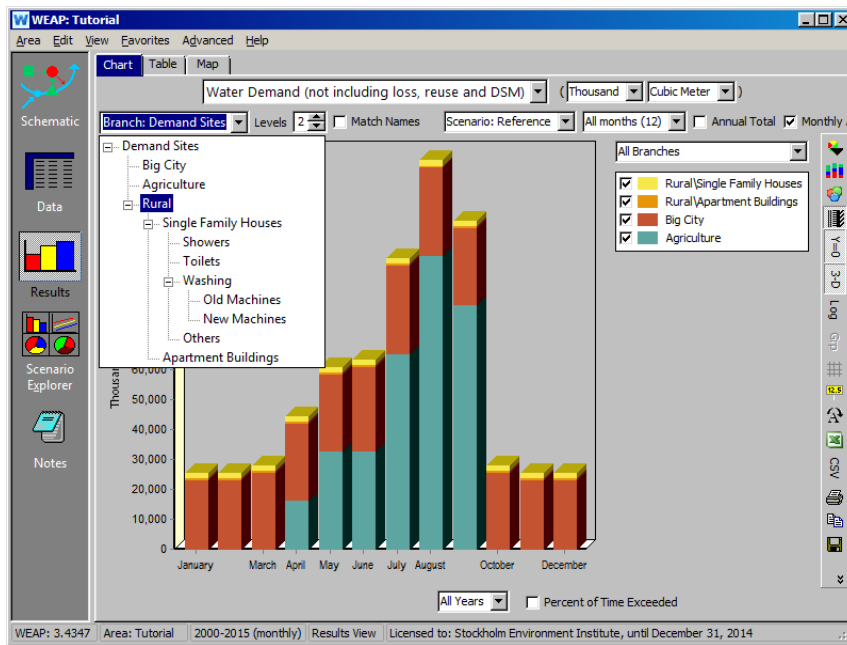 WEAP: Tutorial
Area Edit View Favorites Advanced Help
Chart Table Map
Water Demand (not including loss, reuse and DSM) (Thousand Cubic Meter )
Branch: Demand Sites Levels 2 Match Names Scenario: Reference All months (12) Annual Total Monthly
Schematic
Data
Results
Scenario
Explorer
Notes
Demand Sites
Big City
Agriculture
Rural
Single Family Houses
Showers
Toilets
Washing
Old Machines
New Machines
Others
Apartment Buildings
All Branches
Rural\Single Family Houses
Rural\Apartment Buildings
Big City
Agriculture
Y=0
3-D
Log
Grp
12.5
CSV
60,000
50,000
40,000
30,000
20,000
10,000
0
January March April May June July August October December
All Years Percent of Time Exceeded
WEAP: 3.4347 Area: Tutorial 2000-2015 (monthly) Results View Licensed to: Stockholm Environment Institute, until December 31, 2014